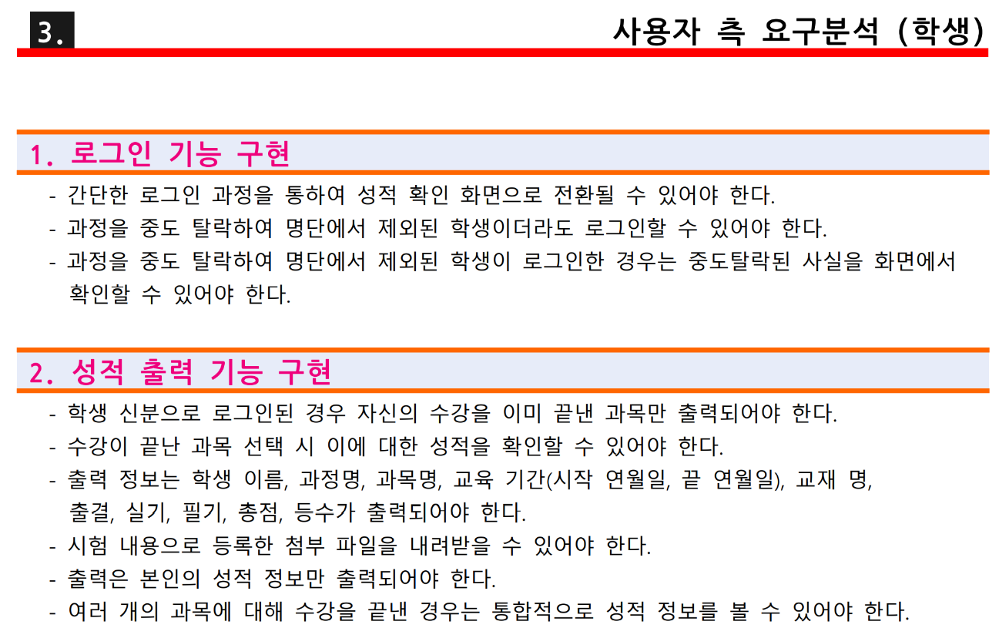 3.
사용자 측 요구분석 (학생)
1. 로그인 기능 구현
- 간단한 로그인 과정을 통하여 성적 확인 화면으로 전환될 수 있어야 한다.
- 과정을 중도 탈락하여 명단에서 제외된 학생이더라도 로그인할 수 있어야 한다.
- 과정을 중도 탈락하여 명단에서 제외된 학생이 로그인한 경우는 중도탈락된 사실을 화면에서
확인할 수 있어야 한다.
2. 성적 출력 기능 구현
- 학생 신분으로 로그인된 경우 자신의 수강을 이미 끝낸 과목만 출력되어야 한다.
- 수강이 끝난 과목 선택 시 이에 대한 성적을 확인할 수 있어야 한다.
- 출력 정보는 학생 이름, 과정명, 과목명, 교육 기간(시작 연월일, 끝 연월일), 교재 명,
출결, 실기, 필기, 총점, 등수가 출력되어야 한다.
- 시험 내용으로 등록한 첨부 파일을 내려받을 수 있어야 한다.
- 출력은 본인의 성적 정보만 출력되어야 한다.
- 여러 개의 과목에 대해 수강을 끝낸 경우는 통합적으로 성적 정보를 볼 수 있어야 한다.